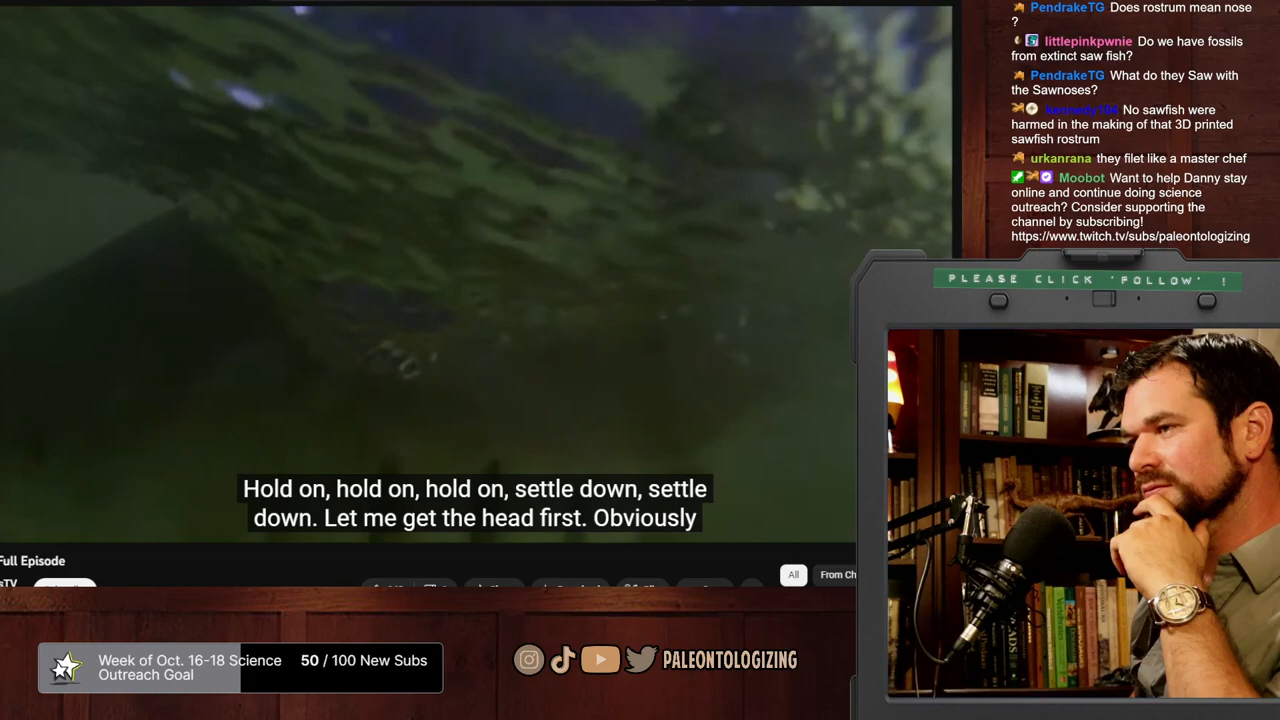 PendrakeTG Does rostrum mean nose
?
littlepinkpwnie Do we have fossils
from extinct saw fish?
PendrakeTG What do they Saw with
the Sawnoses?
No sawfish were
harmed in the making of that 3D printed
sawfish rostrum
urkanrana they filet like a master chef
Moobot Want to help Danny stay
online and continue doing science
outreach? Consider supporting the
channel by subscribing!
https://www.twitch.tv/subs/paleontologizing
PLEASE CLICK "FOLLOW" !
Hold on, hold on, hold on, settle down, settle
down. Let me get the head first. Obviously
Full Episode
sTV
All
From Ch
Week of Oct. 16-18 Science
Outreach Goal
50 / 100 New Subs
PALEONTOLOGIZING